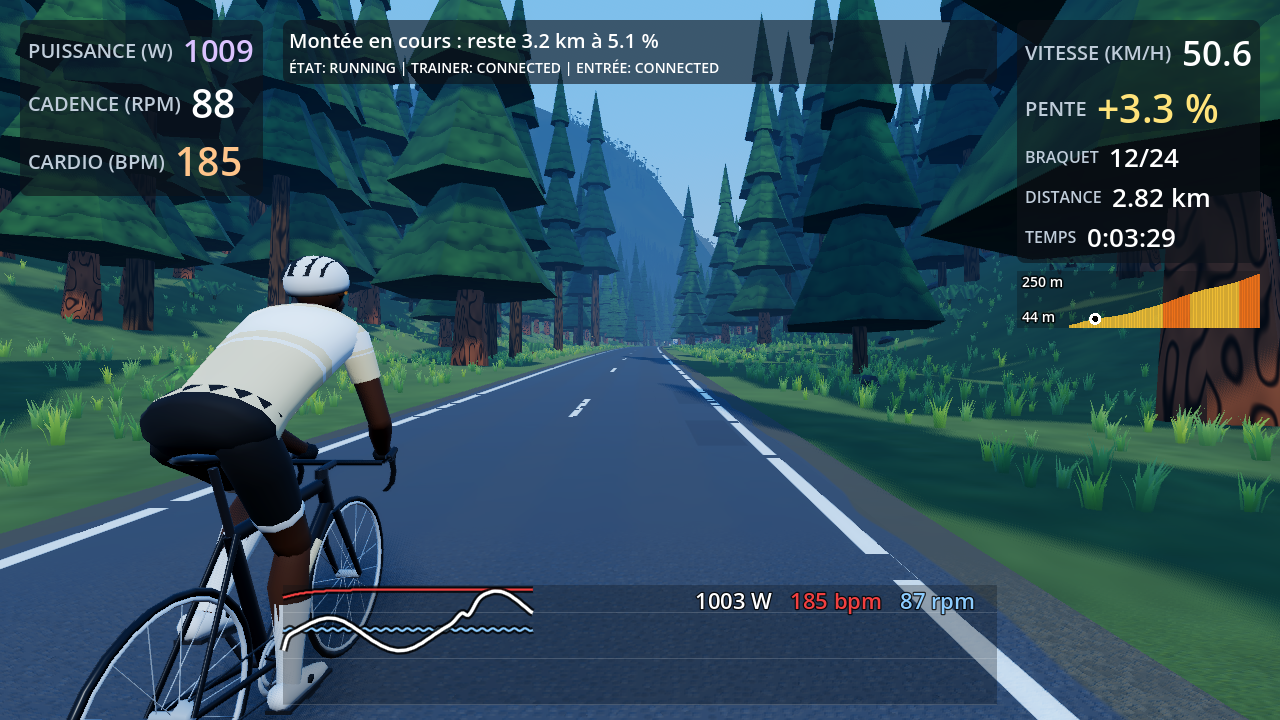 PUISSANCE (W) 1009
CADENCE (RPM) 88
CARDIO (BPM) 185
Montée en cours : reste 3.2 km à 5.1 %
ÉTAT: RUNNING | TRAINER: CONNECTED | ENTRÉE: CONNECTED
VITESSE (KM/H) 50.6
PENTE +3.3 %
BRAQUET 12/24
DISTANCE 2.82 km
TEMPS 0:03:29
250 m
44 m
1003 W 185 bpm 87 rpm